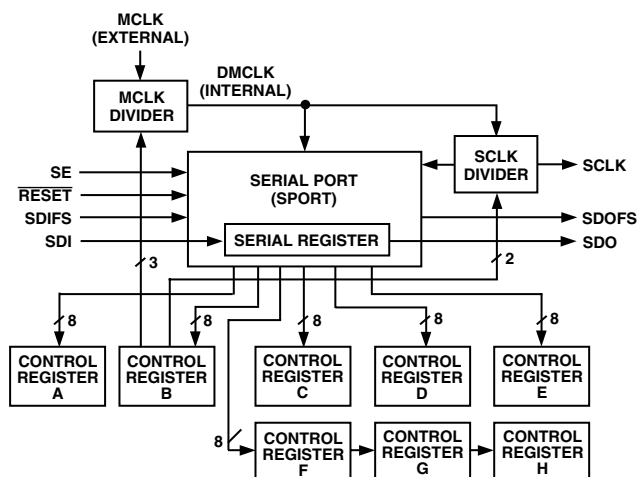 MCLK
(EXTERNAL)
DMCLK
(INTERNAL)
MCLK
DIVIDER
SE
RESET
SDIFS
SDI
SERIAL PORT
(SPORT)
SERIAL REGISTER
SCLK
DIVIDER
SCLK
SDOFS
SDO
3
2
8
8
8
8
8
CONTROL
REGISTER
A
CONTROL
REGISTER
B
CONTROL
REGISTER
C
CONTROL
REGISTER
D
CONTROL
REGISTER
E
8
CONTROL
REGISTER
F
CONTROL
REGISTER
G
CONTROL
REGISTER
H